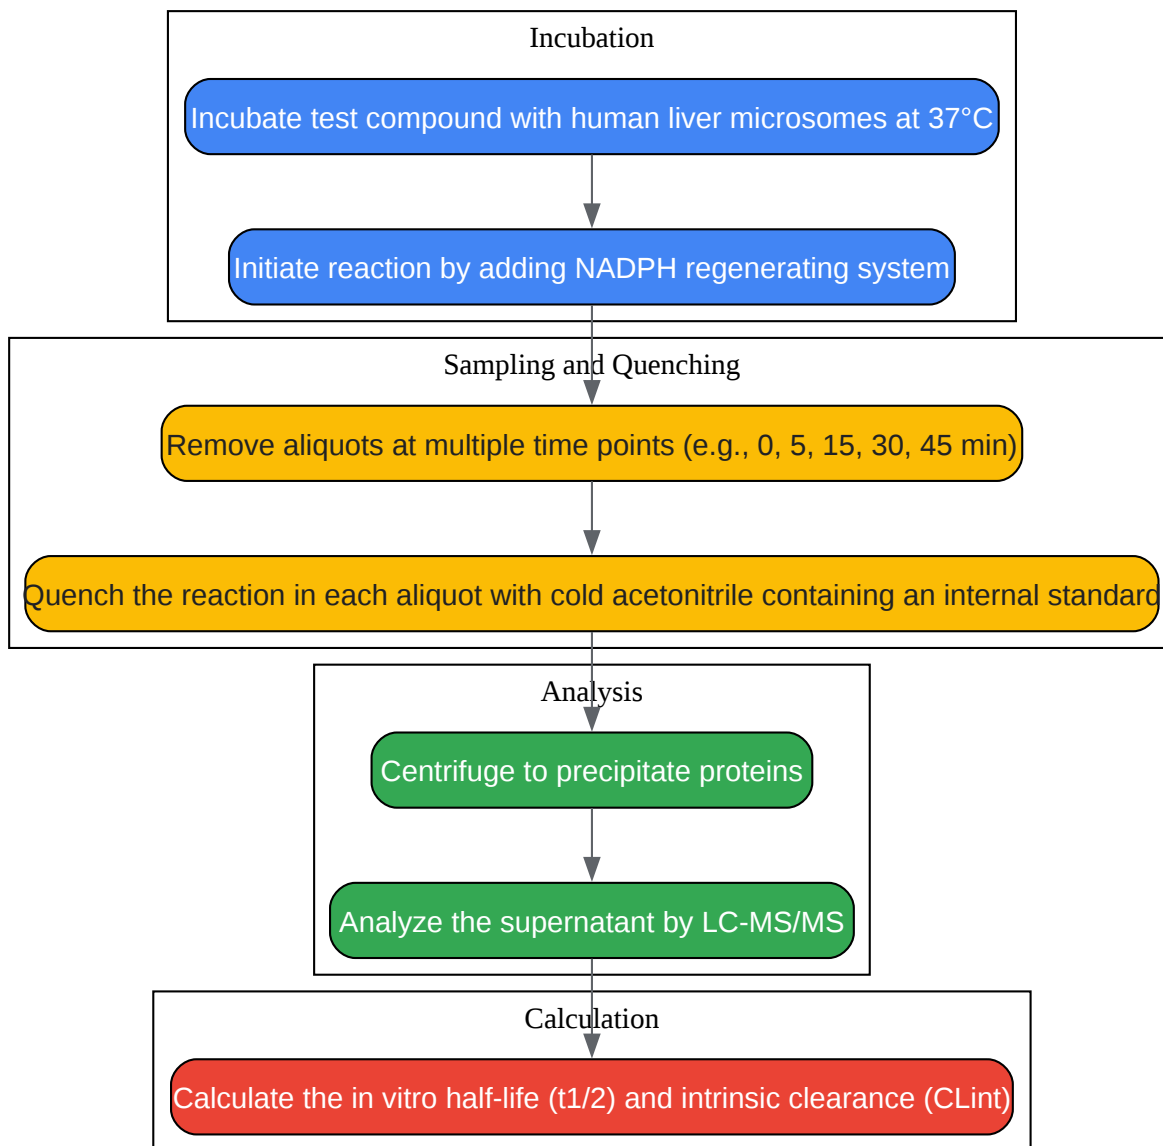 Incubation
Incubate test compound with human liver microsomes at 37°C
Initiate reaction by adding NADPH regenerating system
Sampling and Quenching
Remove aliquots at multiple time points (e.g., 0, 5, 15, 30, 45 min)
Quench the reaction in each aliquot with cold acetonitrile containing an internal standard
Analysis
Centrifuge to precipitate proteins
Analyze the supernatant by LC-MS/MS
Calculation
Calculate the in vitro half-life (t1/2) and intrinsic clearance (CLint)